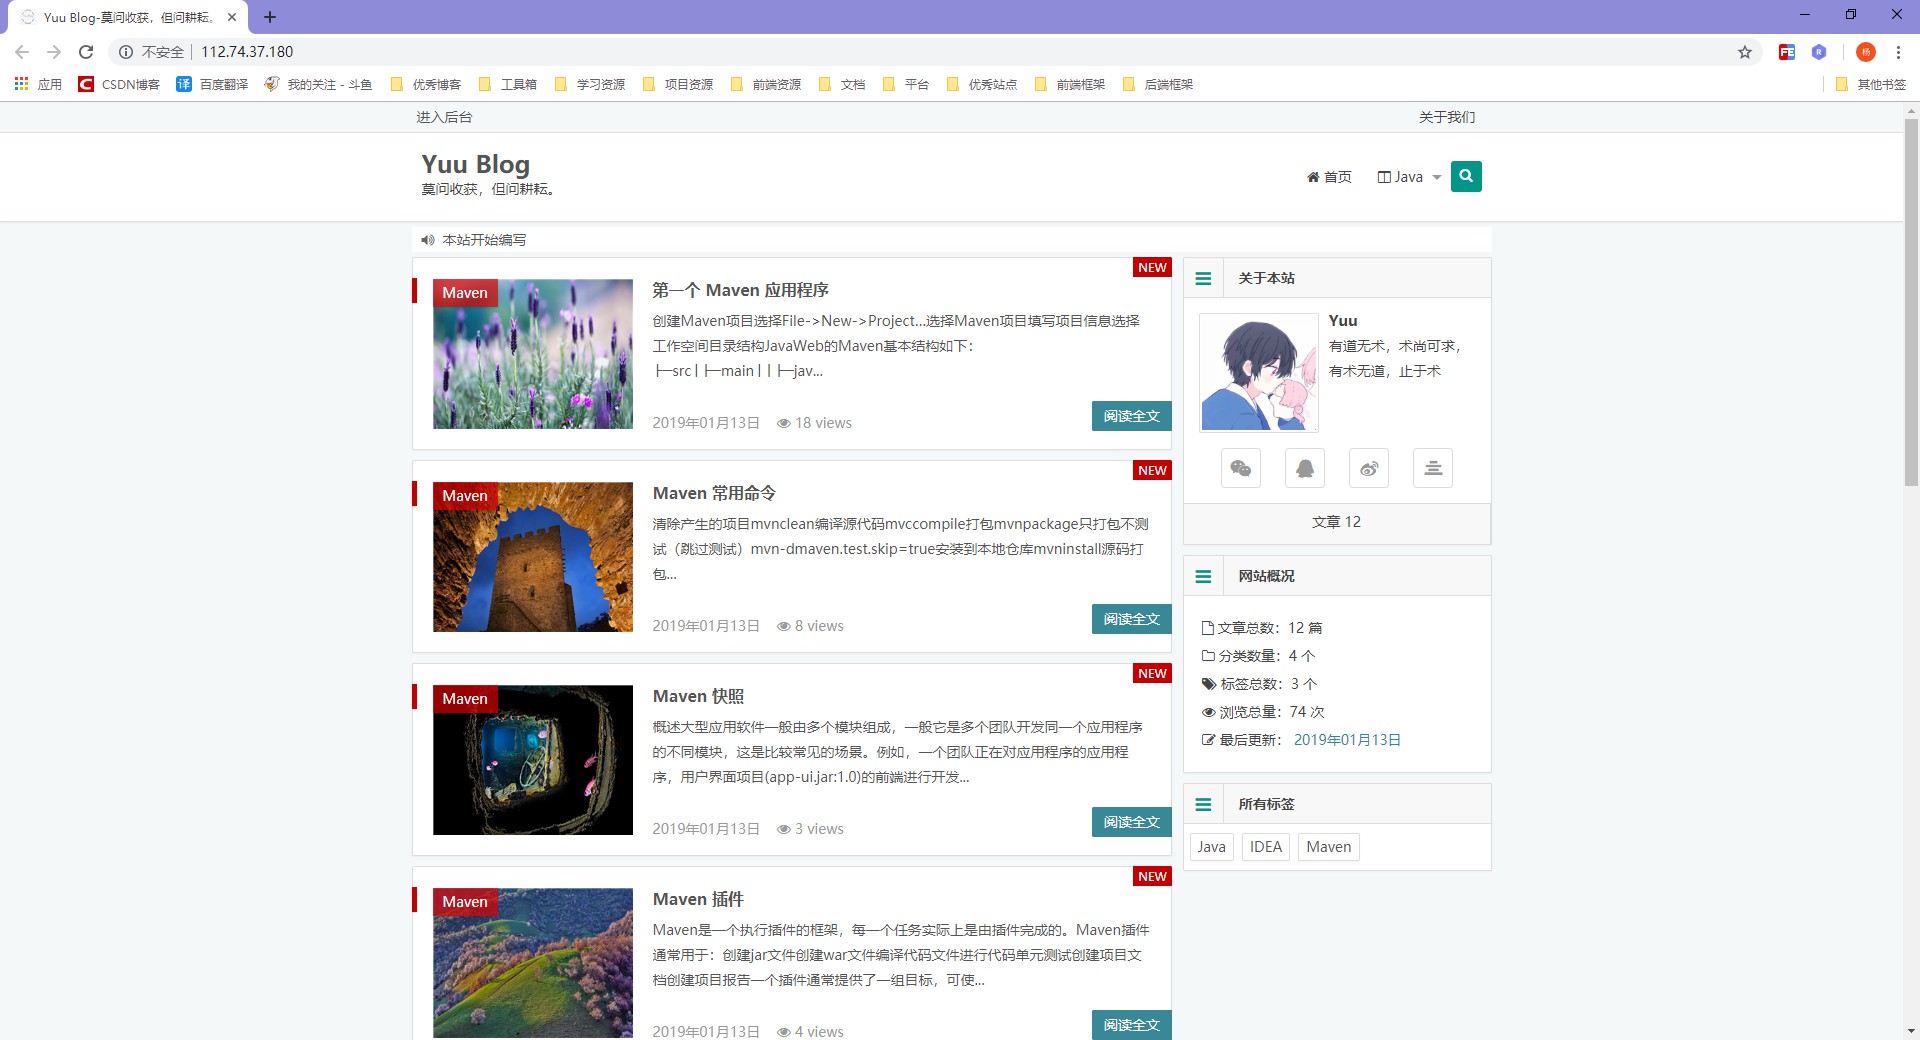 Yuu Blog-莫问收获，但问耕耘。
不安全 112.74.37.180
应用 CSDN博客 译 百度翻译 我的关注 - 斗鱼 优秀博客 工具箱 学习资源 项目资源 前端资源 文档 平台 优秀站点 前端框架 后端框架 其他书签
进入后台 关于我们
Yuu Blog
莫问收获，但问耕耘。
首页 Java
本站开始编写
NEW
Maven
第一个 Maven 应用程序
创建Maven项目选择File->New->Project...选择Maven项目填写项目信息选择
工作空间目录结构JavaWeb的Maven基本结构如下：
├─src | ├─main | | ├─jav...
2019年01月13日 18 views
阅读全文
NEW
Maven
Maven 常用命令
清除产生的项目mvnclean编译源代码mvccompile打包mvnpackage只打包不测
试（跳过测试）mvn-dmaven.test.skip=true安装到本地仓库mvninstall源码打
包...
2019年01月13日 8 views
阅读全文
NEW
Maven
Maven 快照
概述大型应用软件一般由多个模块组成，一般它是多个团队开发同一个应用程序
的不同模块，这是比较常见的场景。例如，一个团队正在对应用程序的应用程
序，用户界面项目(app-ui.jar:1.0)的前端进行开发...
2019年01月13日 3 views
阅读全文
NEW
Maven
Maven 插件
Maven是一个执行插件的框架，每一个任务实际上是由插件完成的。Maven插件
通常用于：创建jar文件创建war文件编译代码文件进行代码单元测试创建项目文
档创建项目报告一个插件通常提供了一组目标，可使...
2019年01月13日 4 views
阅读全文
关于本站
Yuu
有道无术，术尚可求，
有术无道，止于术
文章 12
网站概况
文章总数：12 篇
分类数量：4 个
标签总数：3 个
浏览总量：74 次
最后更新： 2019年01月13日
所有标签
Java IDEA Maven